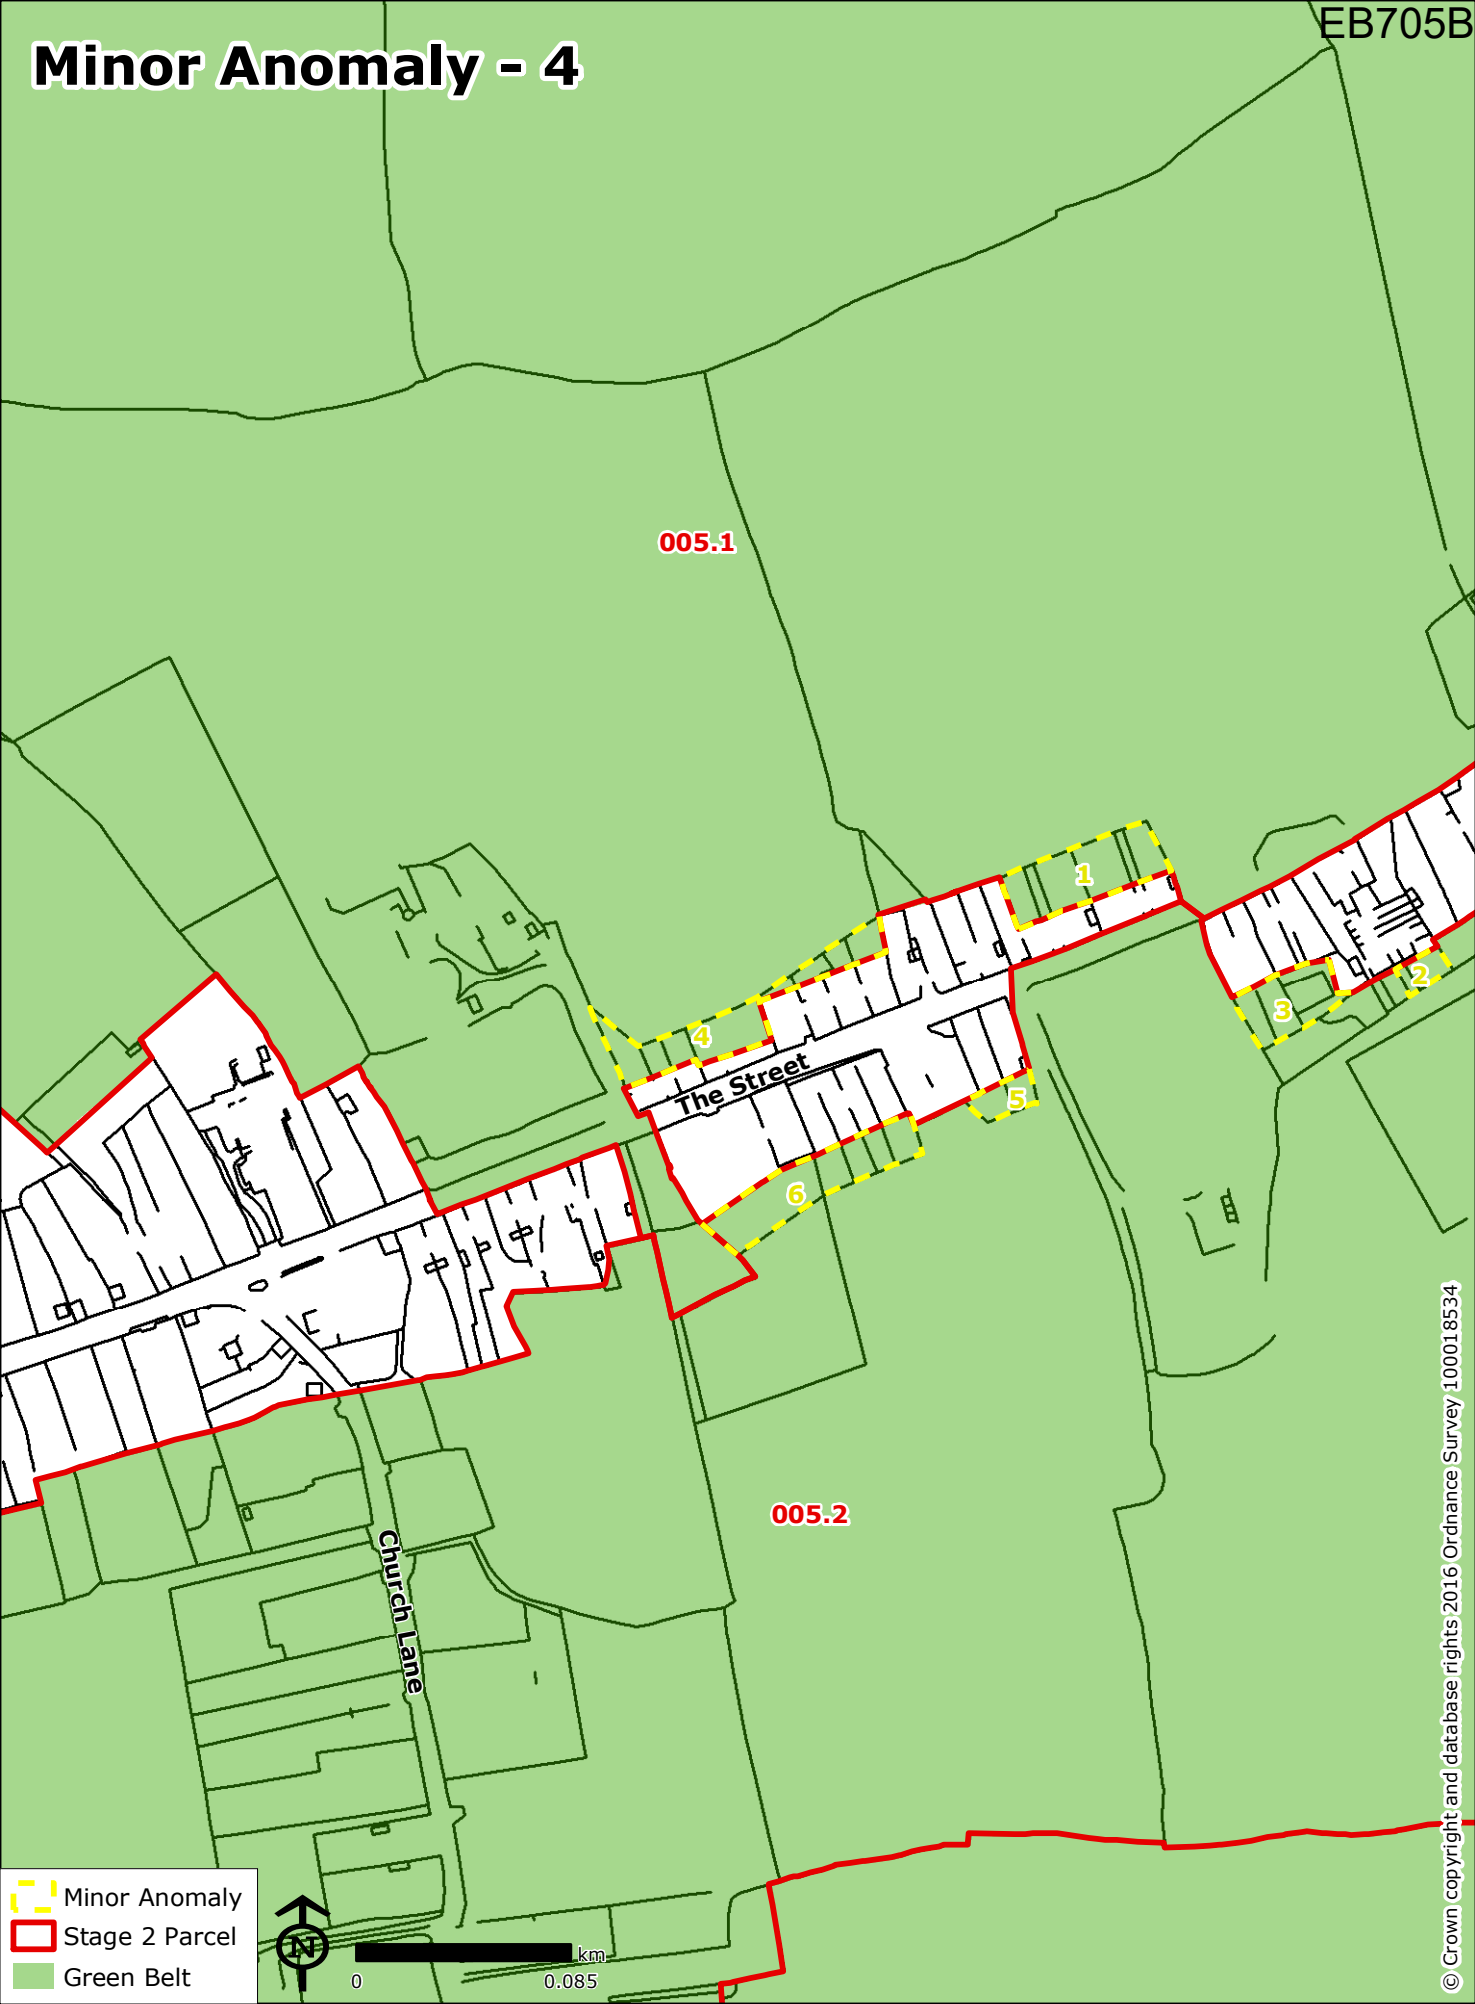 EB705B
Minor Anomaly - 4
005.1
1
2
3
4
The Street
5
6
005.2
Church Lane
Minor Anomaly
Stage 2 Parcel
Green Belt
N
km
0 0.085
© Crown copyright and database rights 2016 Ordnance Survey 100018534